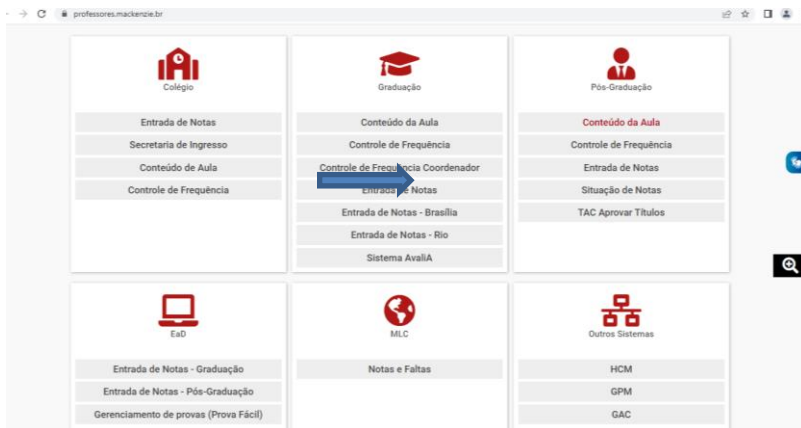 professores.mackenzie.br
Colégio
Entrada de Notas
Secretaria de Ingresso
Conteúdo de Aula
Controle de Frequência
Graduação
Conteúdo da Aula
Controle de Frequência
Controle de Frequência Coordenador
Entrada de Notas
Entrada de Notas - Brasília
Entrada de Notas - Rio
Sistema AvaliA
Pós-Graduação
Conteúdo da Aula
Controle de Frequência
Entrada de Notas
Situação de Notas
TAC Aprovar Títulos
EaD
Entrada de Notas - Graduação
Entrada de Notas - Pós-Graduação
Gerenciamento de provas (Prova Fácil)
MLC
Notas e Faltas
Outros Sistemas
HCM
GPM
GAC